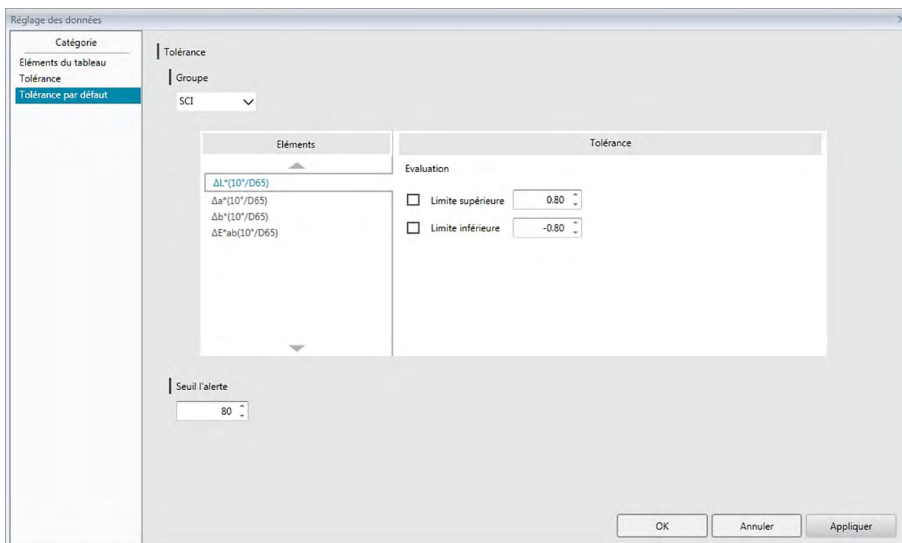 Réglage des données
Catégorie
Eléments du tableau
Tolérance
Tolérance par défaut
Tolérance
Groupe
SCI
Eléments
Tolérance
ΔL*(10°/D65)
Δa*(10°/D65)
Δb*(10°/D65)
ΔE*ab(10°/D65)
Evaluation
Limite supérieure 0.80
Limite inférieure -0.80
Seuil l'alerte
80
OK Annuler Appliquer